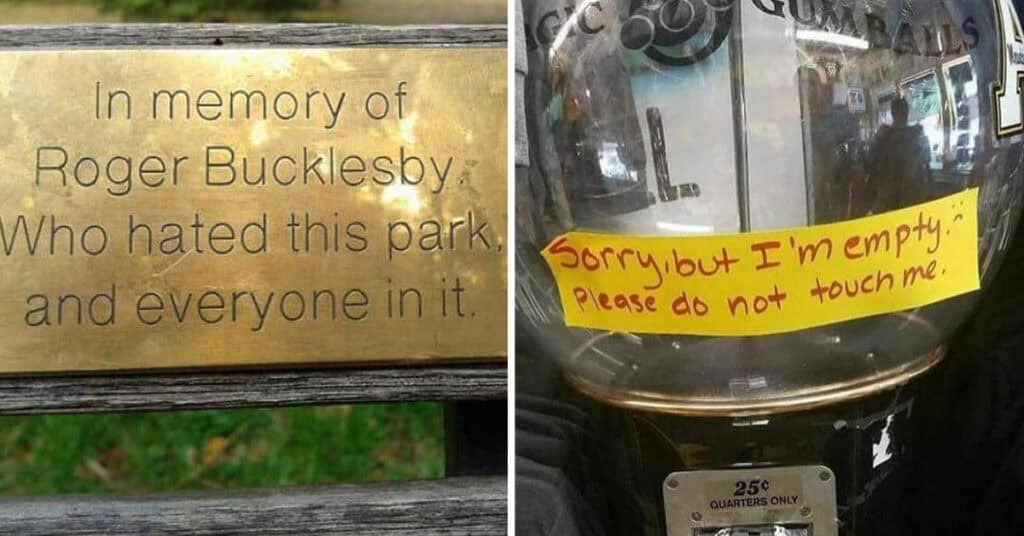 In memory of
Roger Bucklesby.
Who hated this park,
and everyone in it.
GUMBALLS
Sorry, but I'm empty. :(
Please do not touch me.
25¢
QUARTERS ONLY